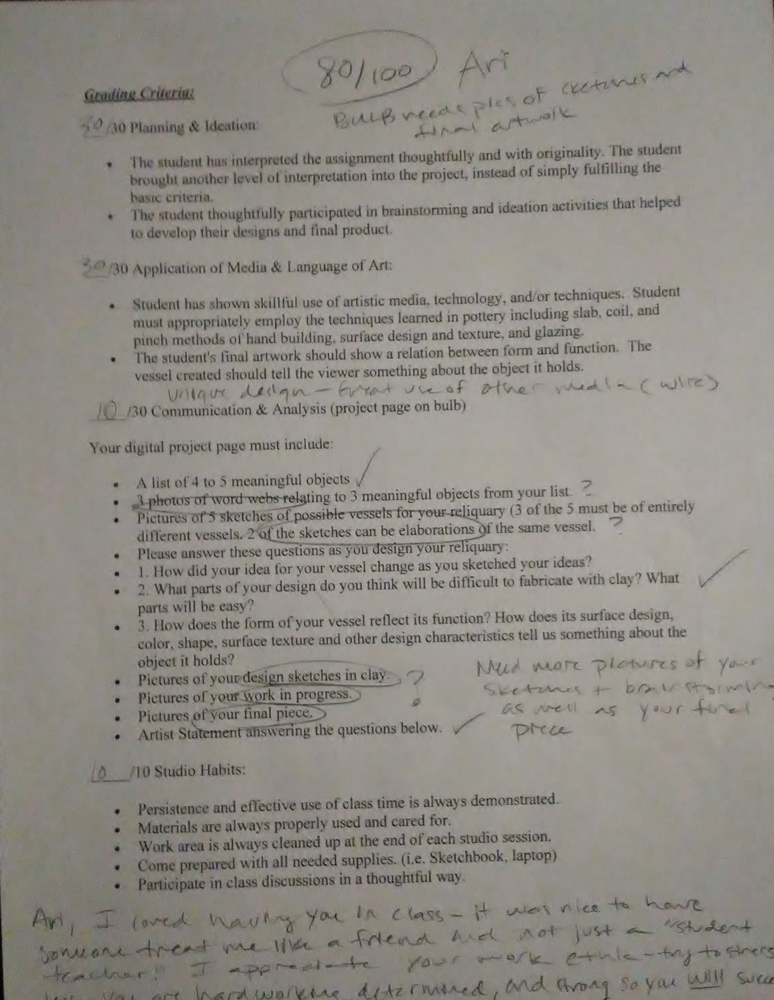 80/100 Ari
BULB needs pics of sketches and
final artwork
Grading Criteria:
30/30 Planning & Ideation:
• The student has interpreted the assignment thoughtfully and with originality. The student
brought another level of interpretation into the project, instead of simply fulfilling the
basic criteria.
• The student thoughtfully participated in brainstorming and ideation activities that helped
to develop their designs and final product.
30/30 Application of Media & Language of Art:
• Student has shown skillful use of artistic media, technology, and/or techniques. Student
must appropriately employ the techniques learned in pottery including slab, coil, and
pinch methods of hand building, surface design and texture, and glazing.
• The student's final artwork should show a relation between form and function. The
vessel created should tell the viewer something about the object it holds.
Unique design - Great use of other media (wire)
10/30 Communication & Analysis (project page on bulb)
Your digital project page must include:
• A list of 4 to 5 meaningful objects ✓
• 3 photos of word webs relating to 3 meaningful objects from your list. ?
• Pictures of 5 sketches of possible vessels for your reliquary (3 of the 5 must be of entirely
different vessels. 2 of the sketches can be elaborations of the same vessel. ?
• Please answer these questions as you design your reliquary:
• 1. How did your idea for your vessel change as you sketched your ideas?
• 2. What parts of your design do you think will be difficult to fabricate with clay? What ✓
parts will be easy?
• 3. How does the form of your vessel reflect its function? How does its surface design,
color, shape, surface texture and other design characteristics tell us something about the
object it holds?
• Pictures of your design sketches in clay. ?
• Pictures of your work in progress.
• Pictures of your final piece.
• Artist Statement answering the questions below. ✓
Need more pictures of your
sketches + brainstorming
as well as your final
piece
10/10 Studio Habits:
• Persistence and effective use of class time is always demonstrated.
• Materials are always properly used and cared for.
• Work area is always cleaned up at the end of each studio session.
• Come prepared with all needed supplies. (i.e. Sketchbook, laptop)
• Participate in class discussions in a thoughtful way.
Ari, I loved having you in class - it was nice to have
someone treat me like a friend and not just a "student
teacher." I appreciate your work ethic - try to stress
You are hardworking, determined, and strong so you will